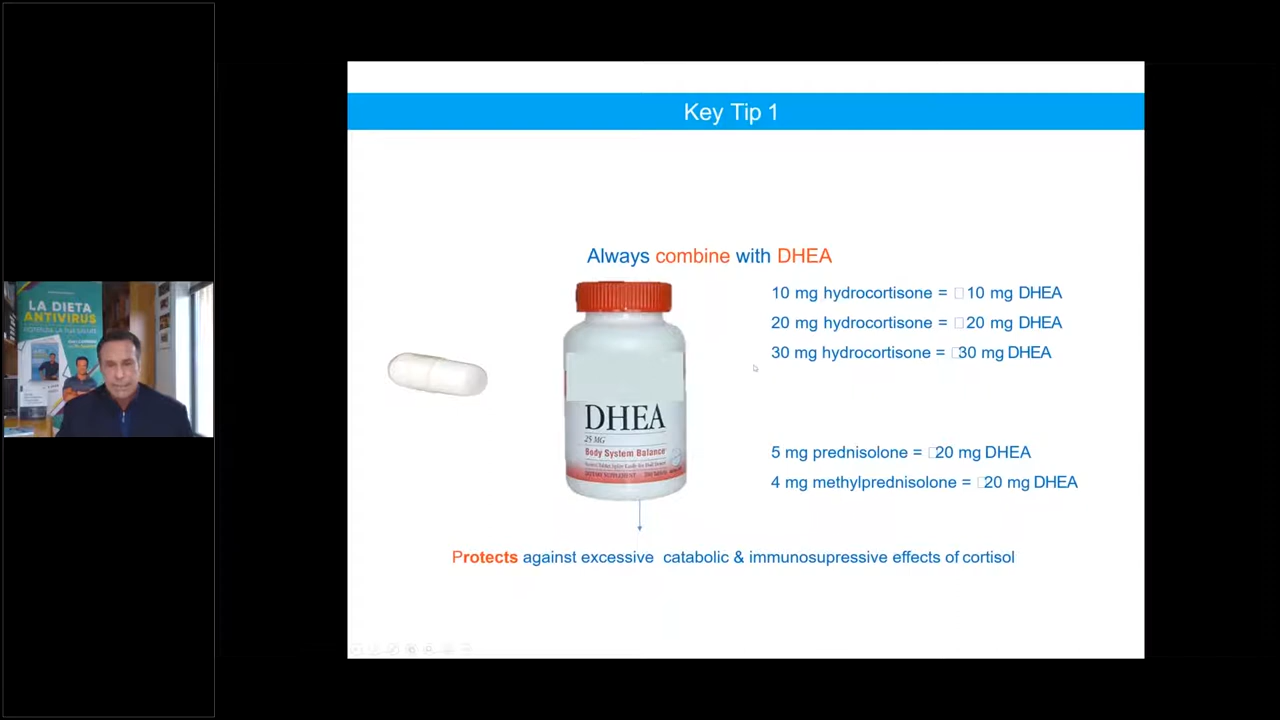 Key Tip 1
Always combine with DHEA
10 mg hydrocortisone = □10 mg DHEA
20 mg hydrocortisone = □20 mg DHEA
30 mg hydrocortisone = □30 mg DHEA
DHEA
25 MG
Body System Balance
DIETARY SUPPLEMENT
5 mg prednisolone = □20 mg DHEA
4 mg methylprednisolone = □20 mg DHEA
Protects against excessive catabolic & immunosupressive effects of cortisol
LA DIETA
ANTIVIRUS